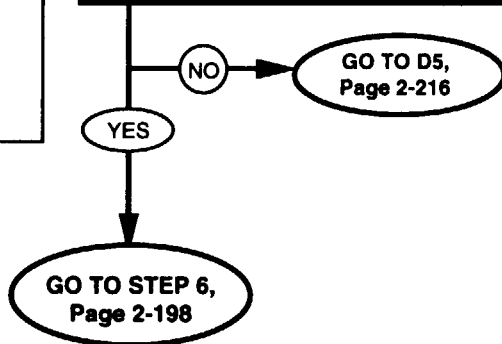 NO
GO TO D5,
Page 2-216
YES
GO TO STEP 6,
Page 2-198